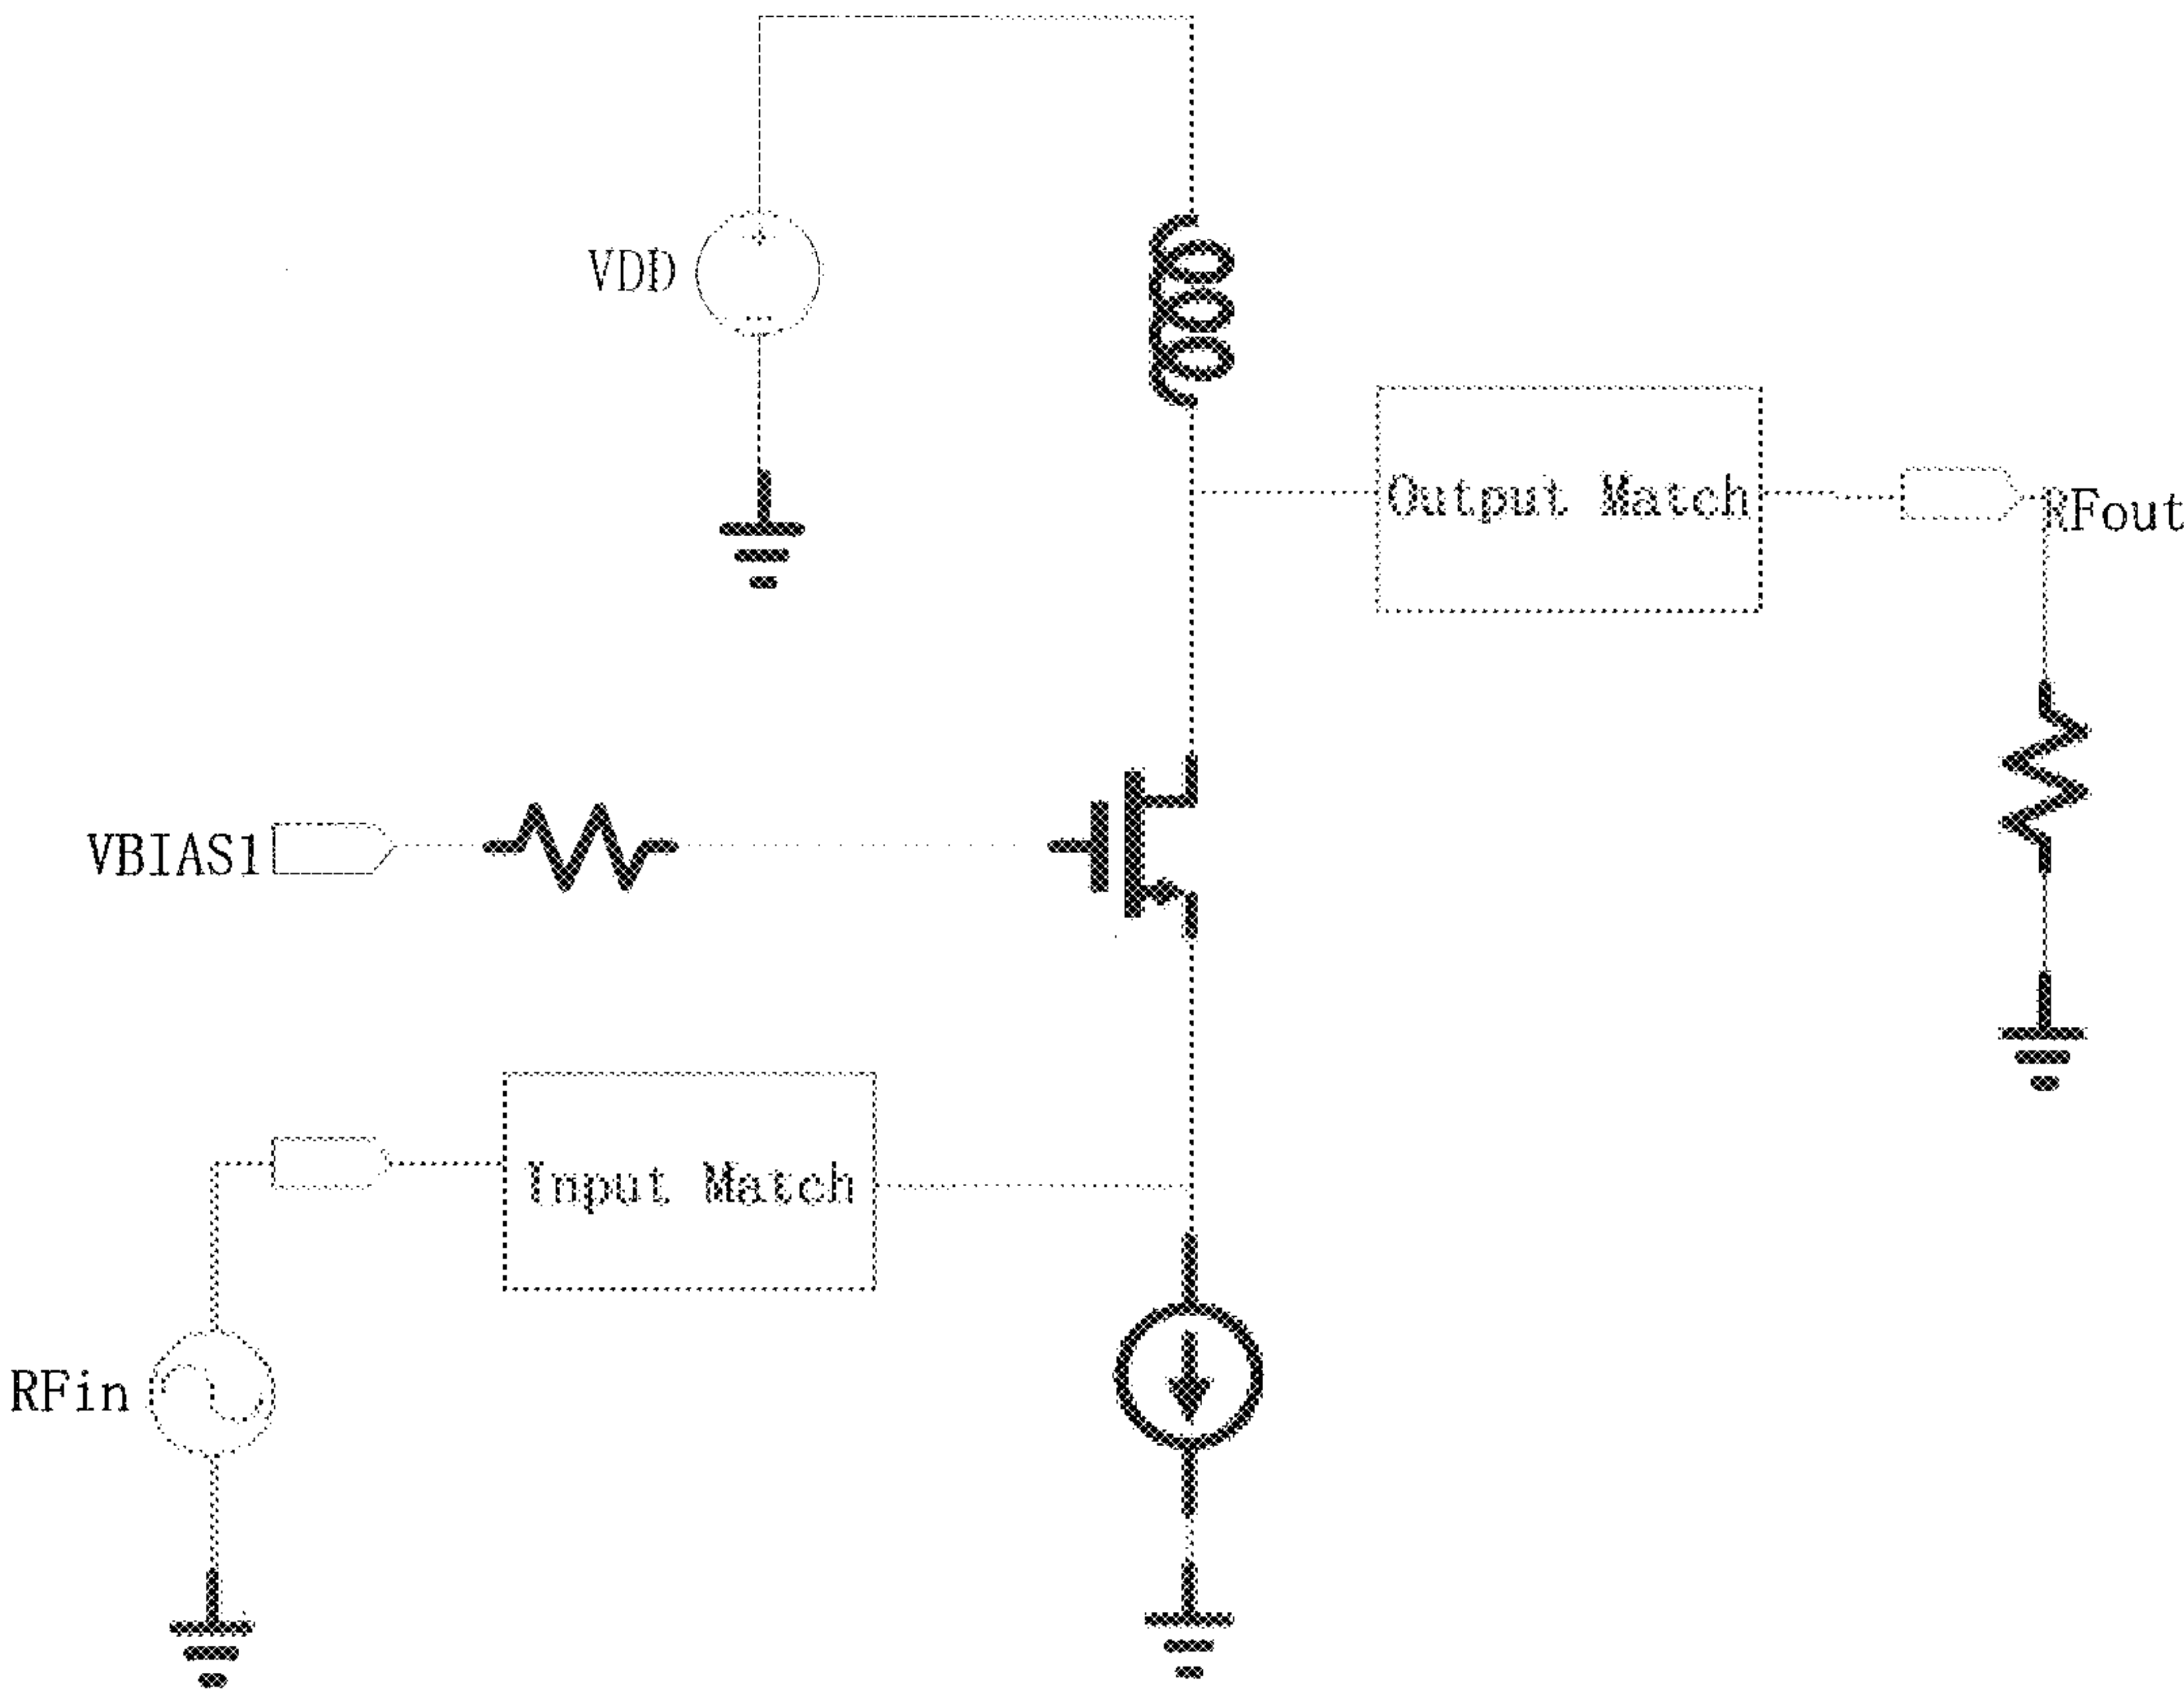 VDD
Output Match
RFout
VBIAS1
Input Match
RFin